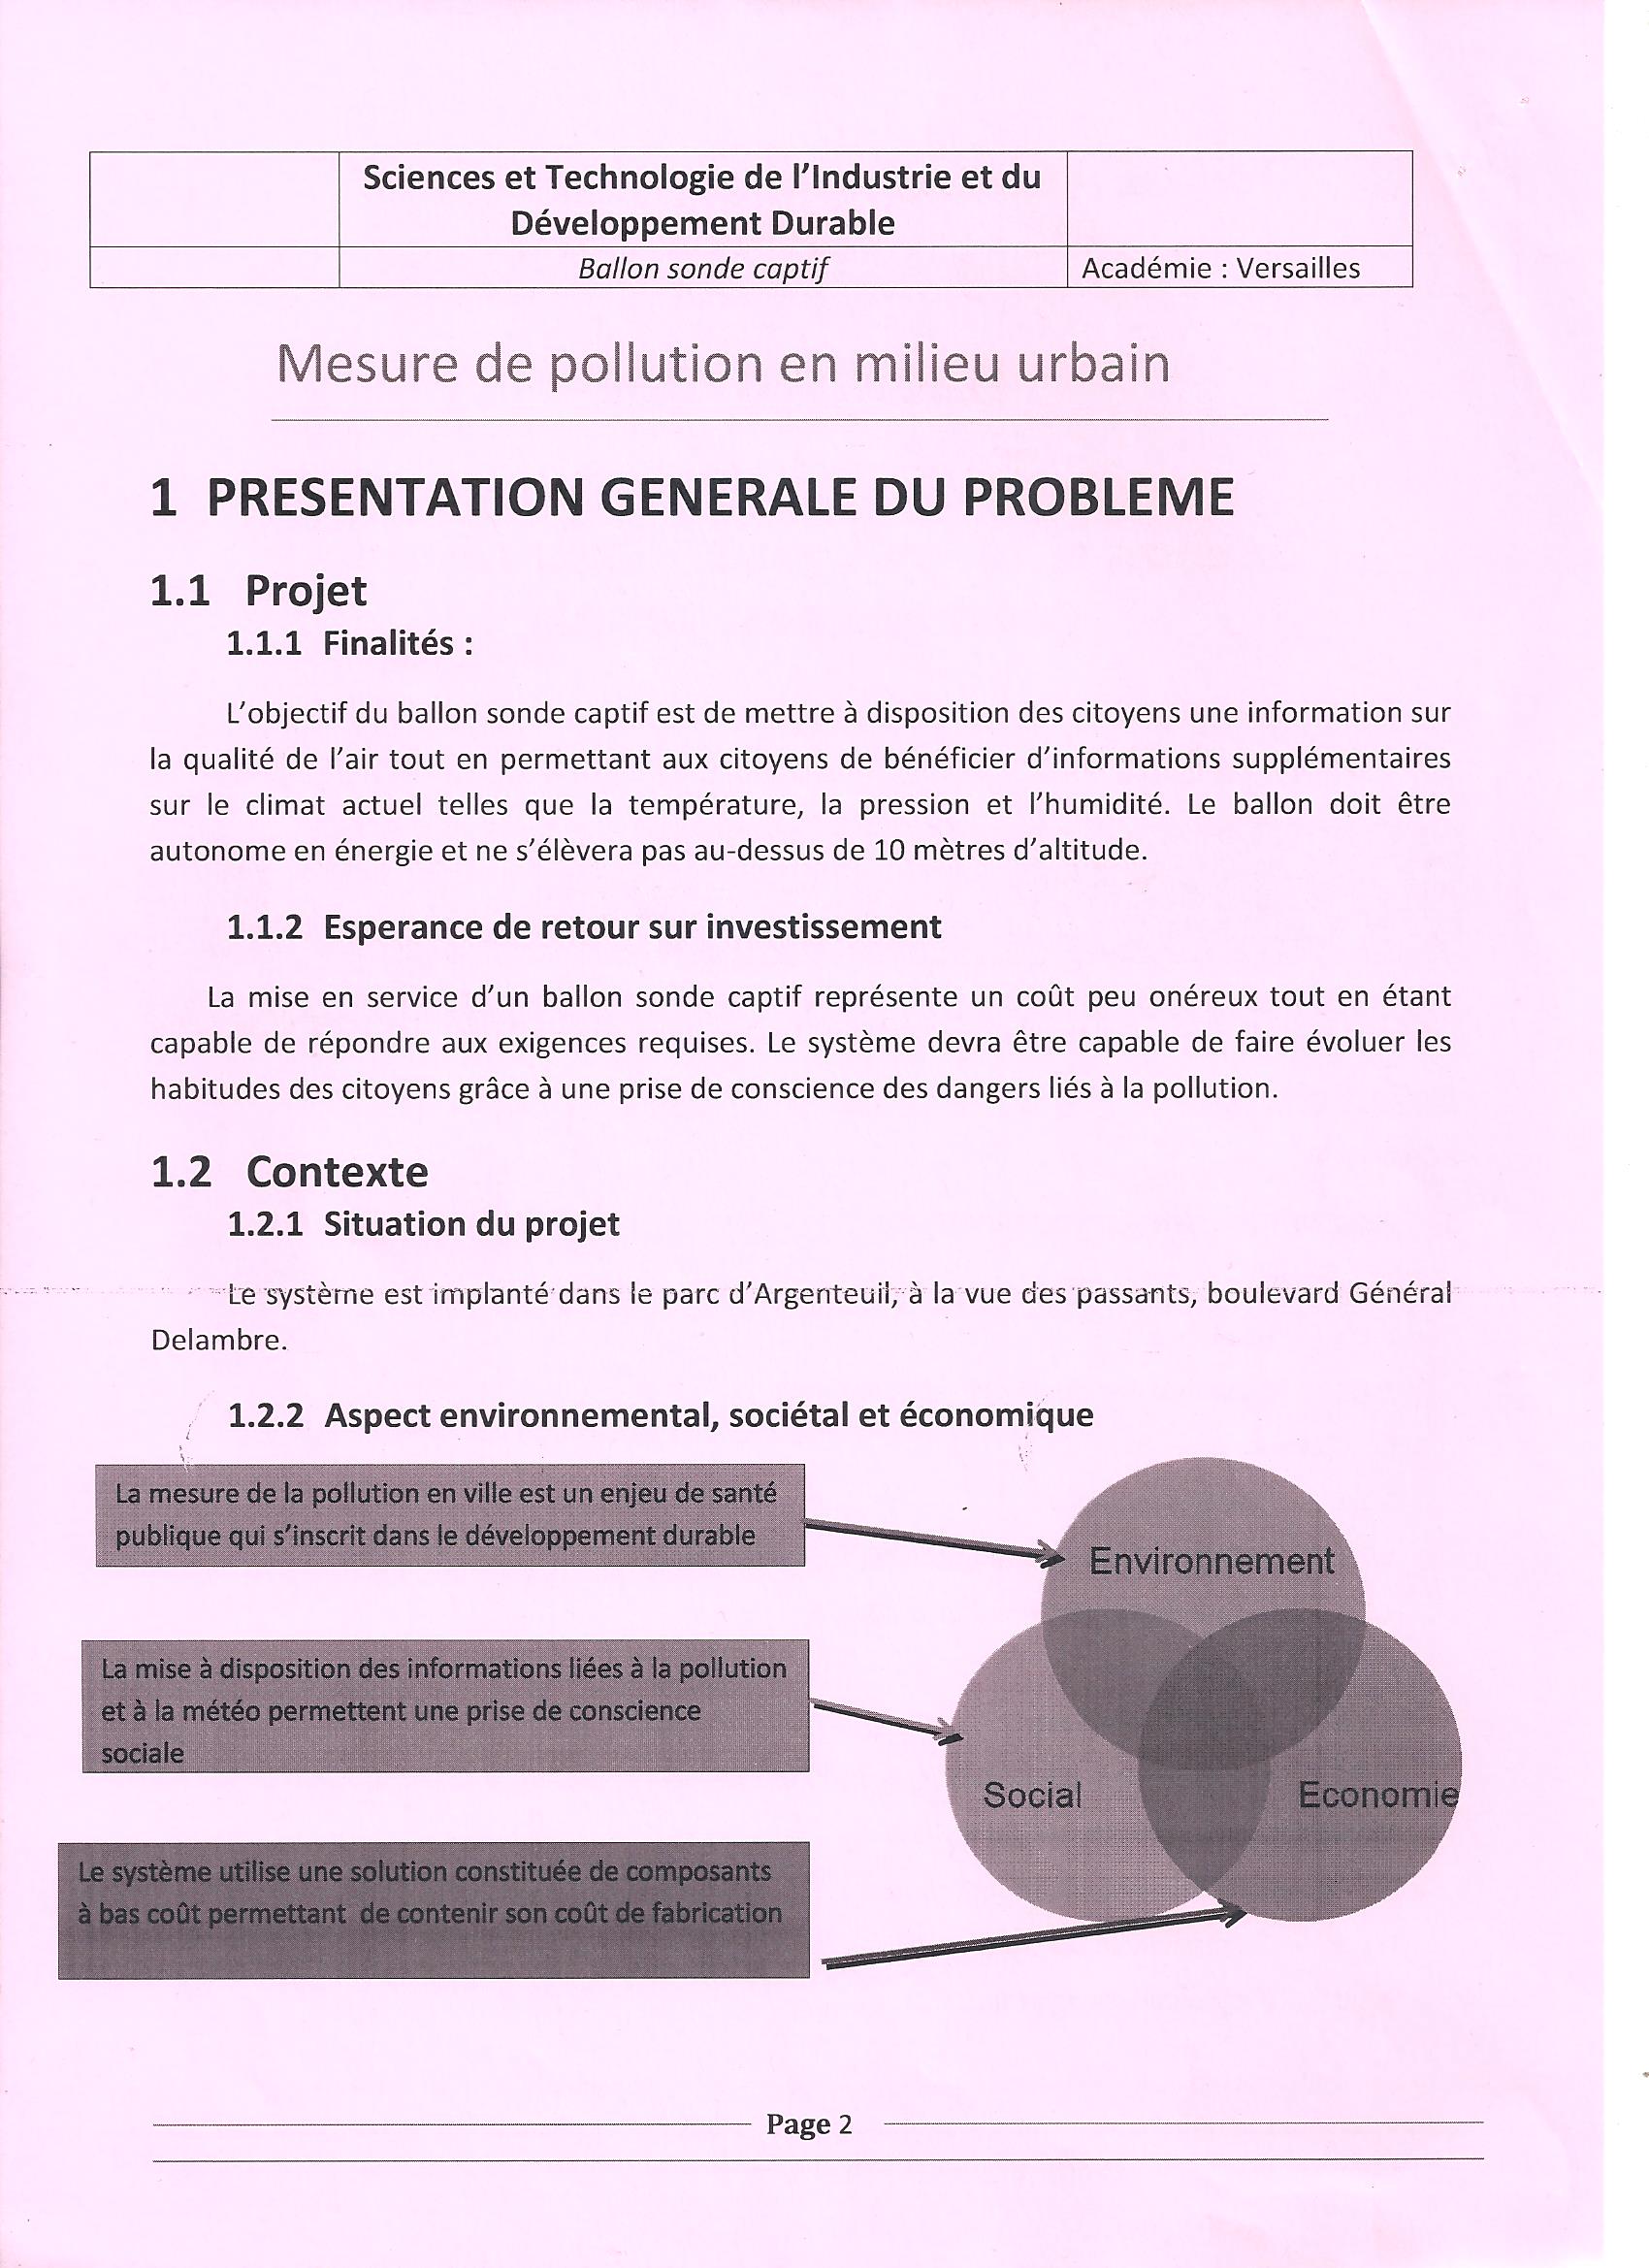 Sciences et Technologie de l'Industrie et du
Développement Durable
Ballon sonde captif
Académie : Versailles
Mesure de pollution en milieu urbain
1 PRESENTATION GENERALE DU PROBLEME
1.1 Projet
1.1.1 Finalités :
L'objectif du ballon sonde captif est de mettre à disposition des citoyens une information sur
la qualité de l'air tout en permettant aux citoyens de bénéficier d'informations supplémentaires
sur le climat actuel telles que la température, la pression et l'humidité. Le ballon doit être
autonome en énergie et ne s'élèvera pas au-dessus de 10 mètres d'altitude.
1.1.2 Esperance de retour sur investissement
La mise en service d'un ballon sonde captif représente un coût peu onéreux tout en étant
capable de répondre aux exigences requises. Le système devra être capable de faire évoluer les
habitudes des citoyens grâce à une prise de conscience des dangers liés à la pollution.
1.2 Contexte
1.2.1 Situation du projet
Le système est implanté dans le parc d'Argenteuil, à la vue des passants, boulevard Général
Delambre.
1.2.2 Aspect environnemental, sociétal et économique
La mesure de la pollution en ville est un enjeu de santé
publique qui s'inscrit dans le développement durable
La mise à disposition des informations liées à la pollution
et à la météo permettent une prise de conscience
sociale
Le système utilise une solution constituée de composants
à bas coût permettant de contenir son coût de fabrication
Environnement
Social
Economie
Page 2